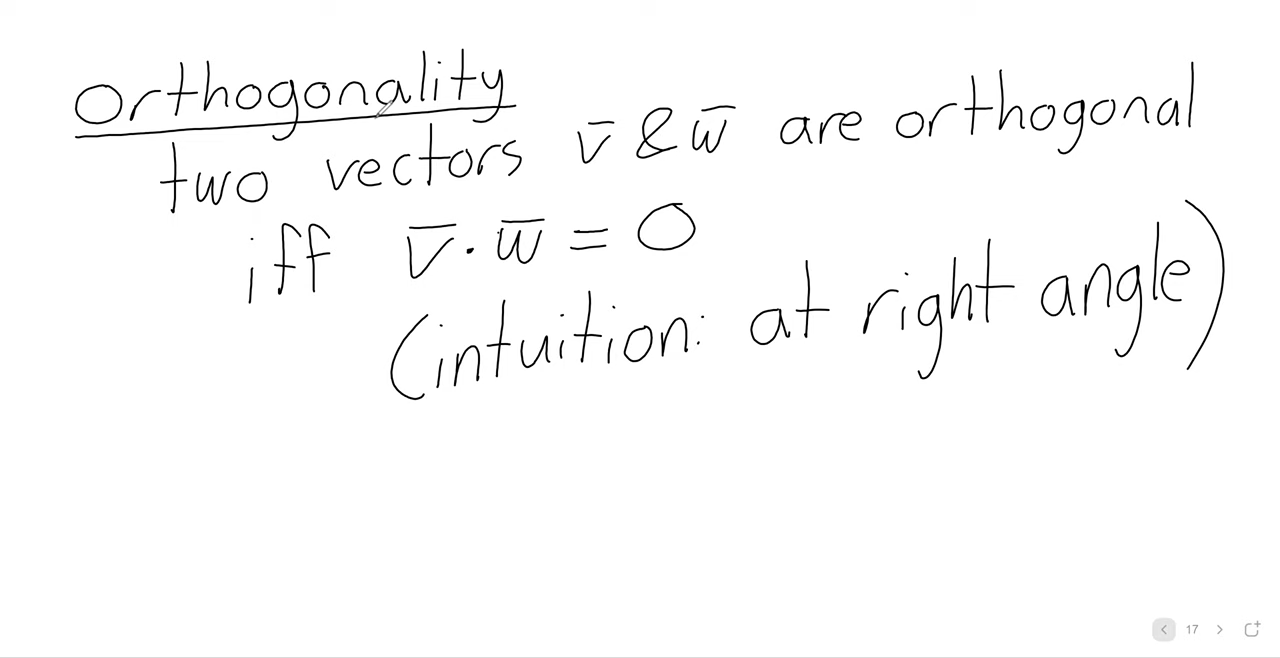 orthogonality
two vectors v̄ & w̄ are orthogonal
iff v̄ · w̄ = 0
(intuition: at right angle)
17